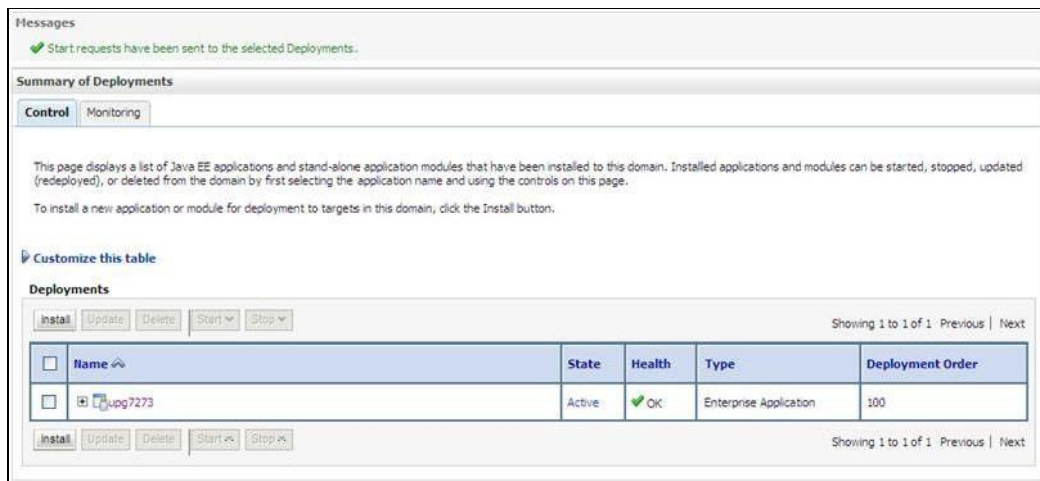 Messages
Start requests have been sent to the selected Deployments.
Summary of Deployments
Control Monitoring
This page displays a list of Java EE applications and stand-alone application modules that have been installed to this domain. Installed applications and modules can be started, stopped, updated
(redeployed), or deleted from the domain by first selecting the application name and using the controls on this page.
To install a new application or module for deployment to targets in this domain, click the Install button.
Customize this table
Deployments
Install Update Delete Start Stop Showing 1 to 1 of 1 Previous | Next
Name State Health Type Deployment Order
upg7273 Active OK Enterprise Application 100
Install Update Delete Start Stop Showing 1 to 1 of 1 Previous | Next